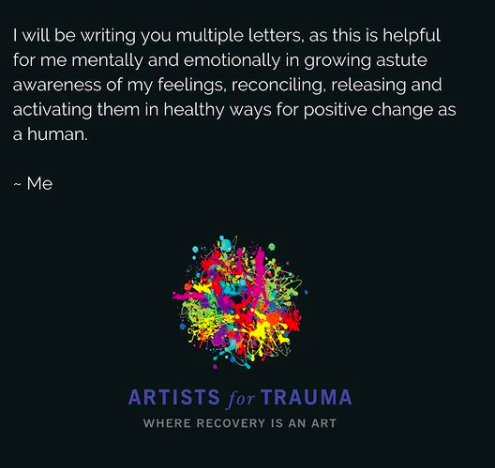 I will be writing you multiple letters, as this is helpful
for me mentally and emotionally in growing astute
awareness of my feelings, reconciling, releasing and
activating them in healthy ways for positive change as
a human.
~ Me
ARTISTS for TRAUMA
WHERE RECOVERY IS AN ART